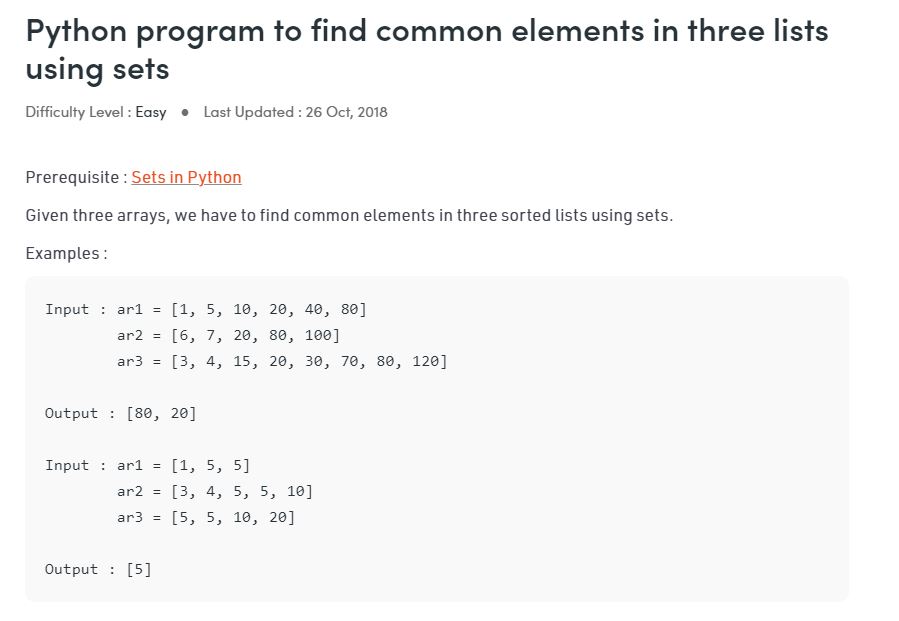 Python program to find common elements in three lists
using sets
Difficulty Level : Easy ● Last Updated : 26 Oct, 2018
Prerequisite : Sets in Python
Given three arrays, we have to find common elements in three sorted lists using sets.
Examples :
Input : ar1 = [1, 5, 10, 20, 40, 80]
        ar2 = [6, 7, 20, 80, 100]
        ar3 = [3, 4, 15, 20, 30, 70, 80, 120]
Output : [80, 20]
Input : ar1 = [1, 5, 5]
        ar2 = [3, 4, 5, 5, 10]
        ar3 = [5, 5, 10, 20]
Output : [5]